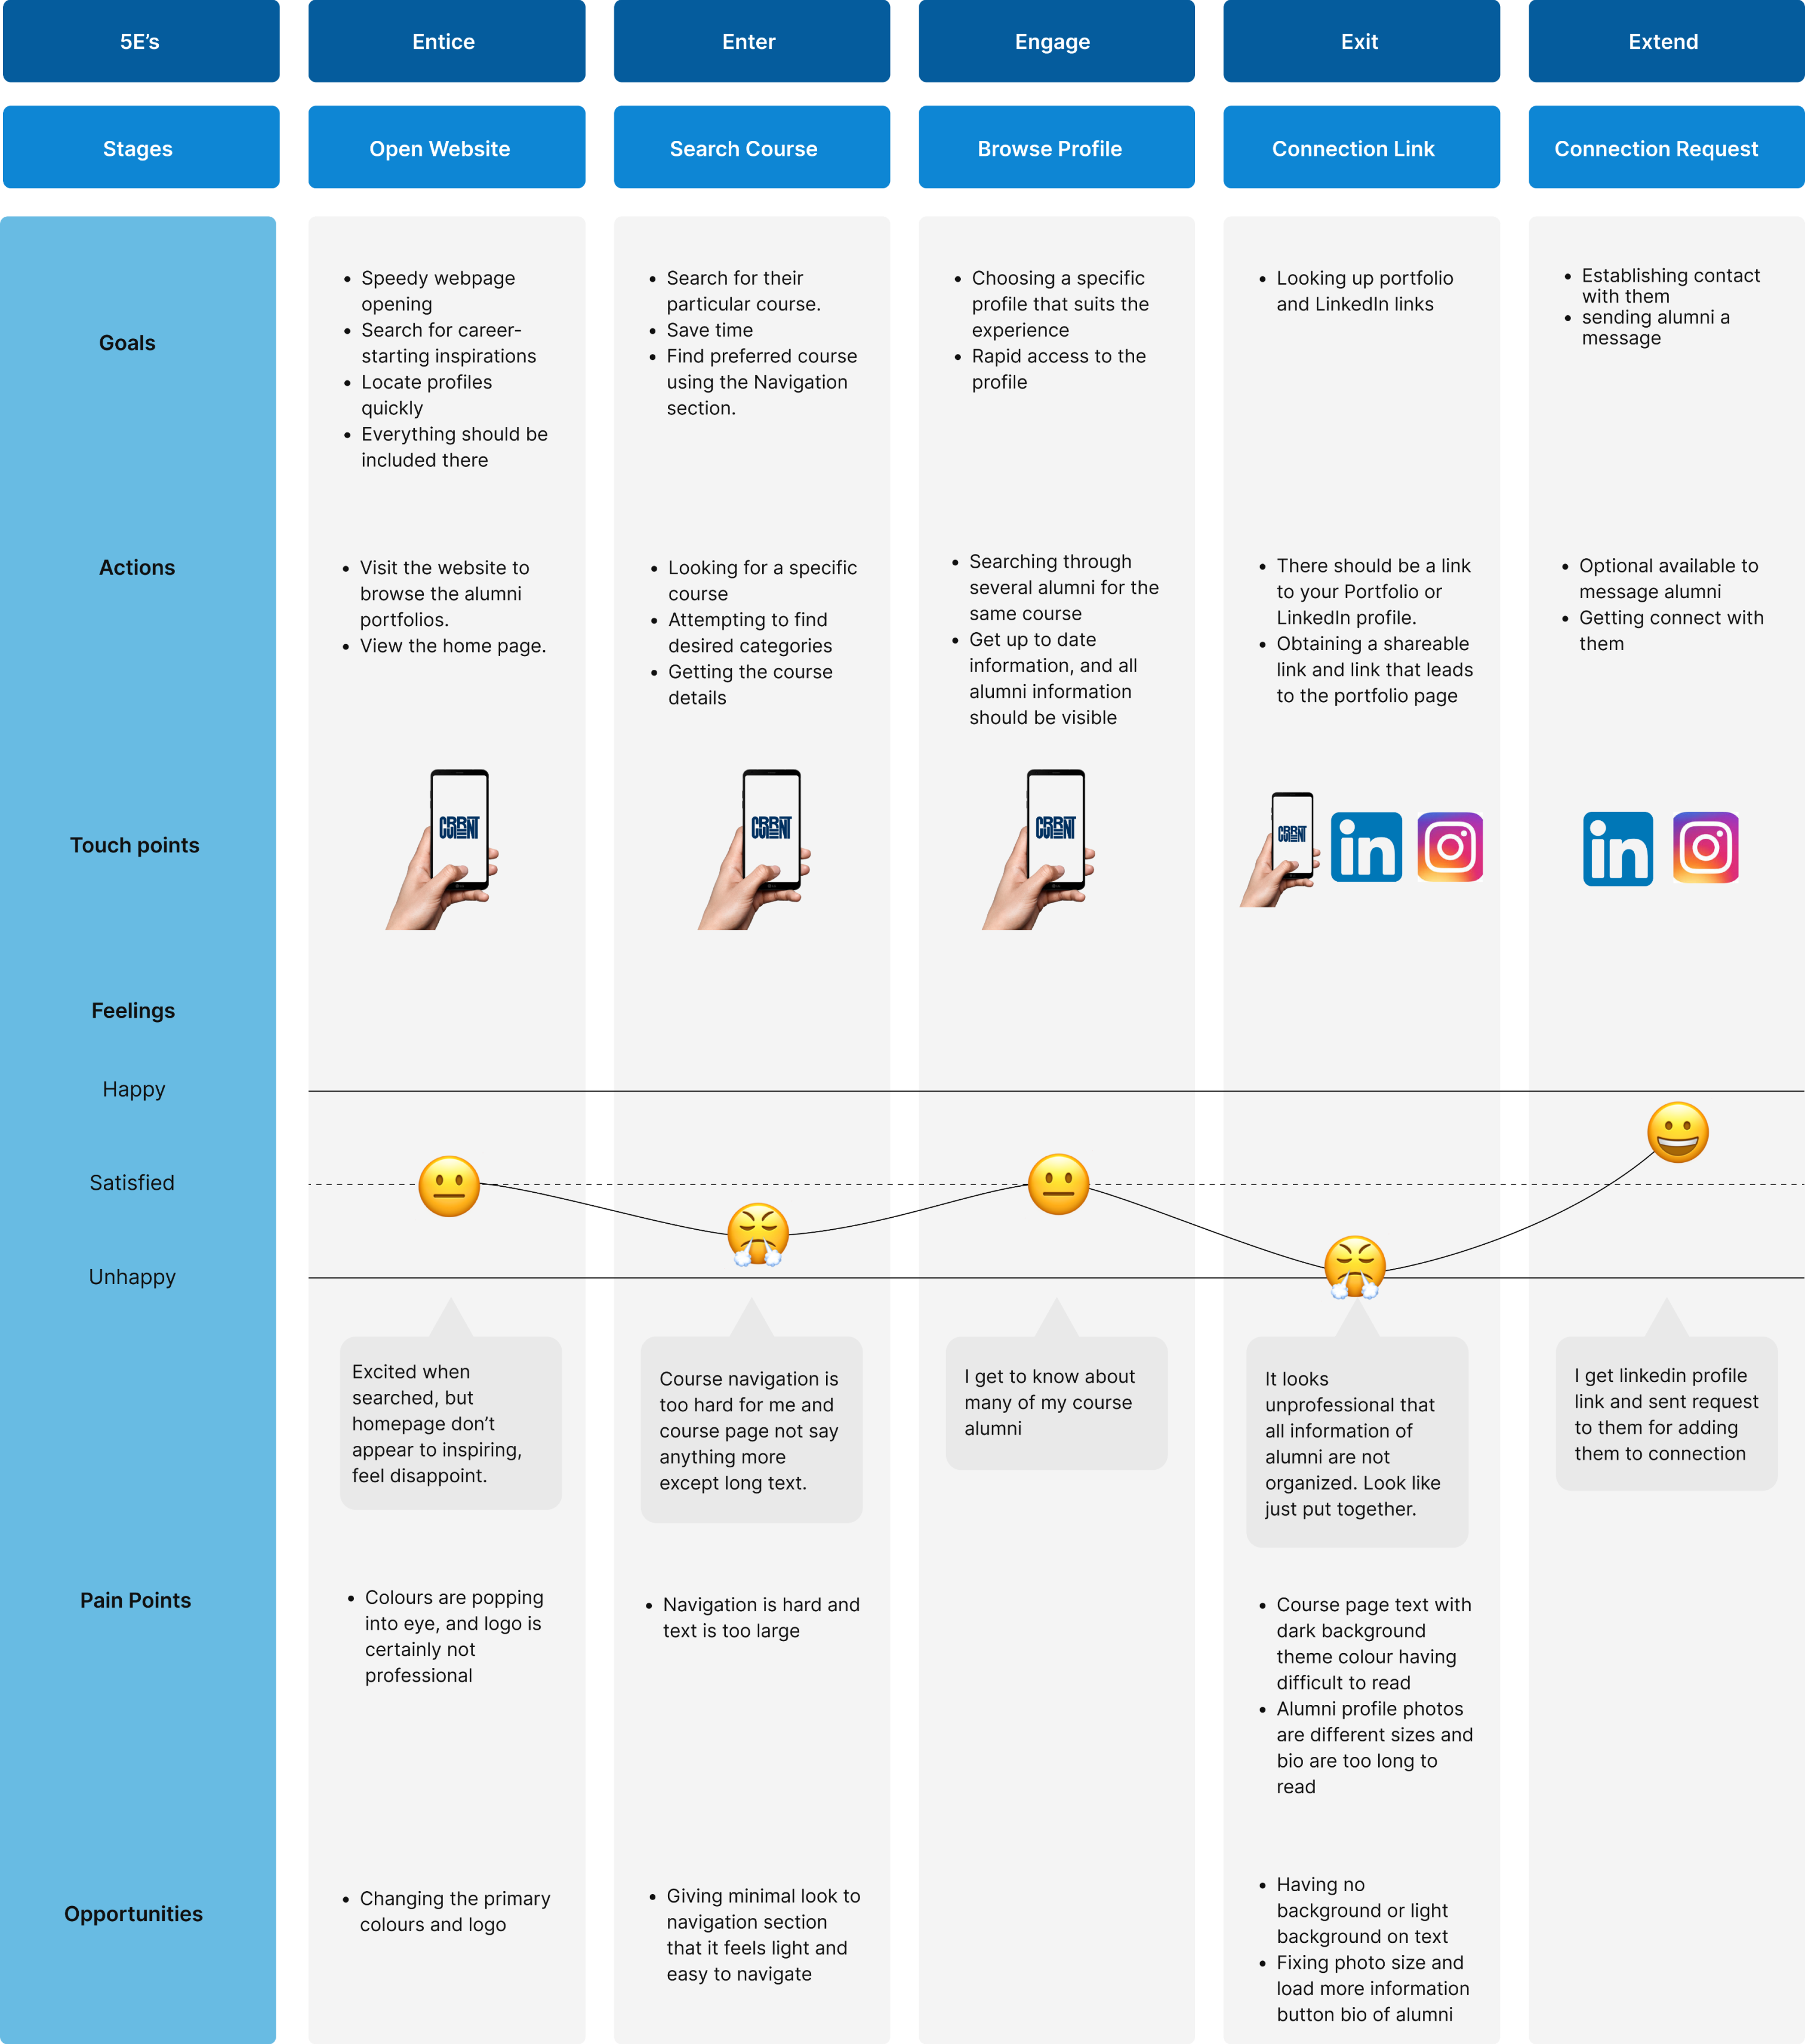 5E's
Entice
Enter
Engage
Exit
Extend
Stages
Open Website
Search Course
Browse Profile
Connection Link
Connection Request
Goals
• Speedy webpage
opening
• Search for career-
starting inspirations
• Locate profiles
quickly
• Everything should be
included there
• Search for their
particular course.
• Save time
• Find preferred course
using the Navigation
section.
• Choosing a specific
profile that suits the
experience
• Rapid access to the
profile
• Looking up portfolio
and LinkedIn links
• Establishing contact
with them
• sending alumni a
message
Actions
• Visit the website to
browse the alumni
portfolios.
• View the home page.
• Looking for a specific
course
• Attempting to find
desired categories
• Getting the course
details
• Searching through
several alumni for the
same course
• Get up to date
information, and all
alumni information
should be visible
• There should be a link
to your Portfolio or
LinkedIn profile.
• Obtaining a shareable
link and link that leads
to the portfolio page
• Optional available to
message alumni
• Getting connect with
them
Touch points
in
in
Feelings
Happy
Satisfied
Unhappy
Excited when
searched, but
homepage don't
appear to inspiring,
feel disappoint.
Course navigation is
too hard for me and
course page not say
anything more
except long text.
I get to know about
many of my course
alumni
It looks
unprofessional that
all information of
alumni are not
organized. Look like
just put together.
I get linkedin profile
link and sent request
to them for adding
them to connection
Pain Points
• Colours are popping
into eye, and logo is
certainly not
professional
• Navigation is hard and
text is too large
• Course page text with
dark background
theme colour having
difficult to read
• Alumni profile photos
are different sizes and
bio are too long to
read
Opportunities
• Changing the primary
colours and logo
• Giving minimal look to
navigation section
that it feels light and
easy to navigate
• Having no
background or light
background on text
• Fixing photo size and
load more information
button bio of alumni